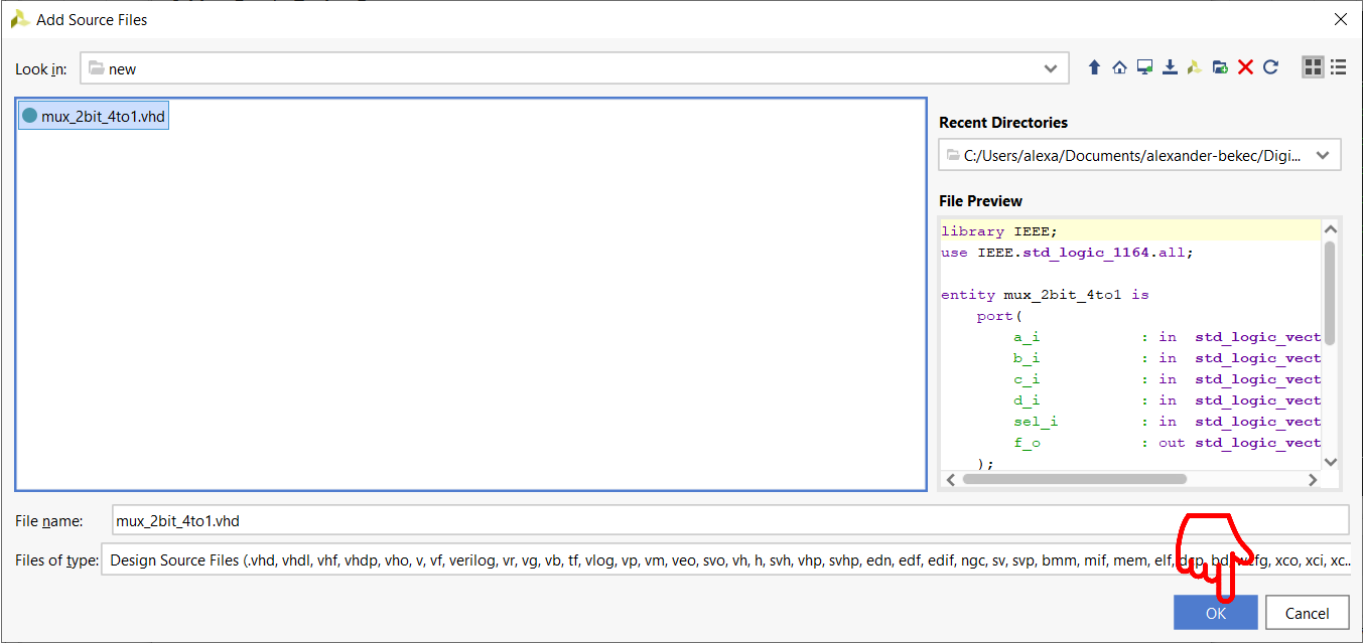 Add Source Files
Look in: new
mux_2bit_4to1.vhd
Recent Directories
C:/Users/alexa/Documents/alexander-bekec/Digi...
File Preview
library IEEE;
use IEEE.std_logic_1164.all;
entity mux_2bit_4to1 is
port(
a_i : in std_logic_vect
b_i : in std_logic_vect
c_i : in std_logic_vect
d_i : in std_logic_vect
sel_i : in std_logic_vect
f_o : out std_logic_vect
);
File name: mux_2bit_4to1.vhd
Files of type: Design Source Files (.vhd, vhdl, vhf, vhdp, vho, v, vf, verilog, vr, vg, vb, tf, vlog, vp, vm, veo, svo, vh, h, svh, vhp, svhp, edn, edf, edif, ngc, sv, svp, bmm, mif, mem, elf, xco, xci, xc...
OK Cancel